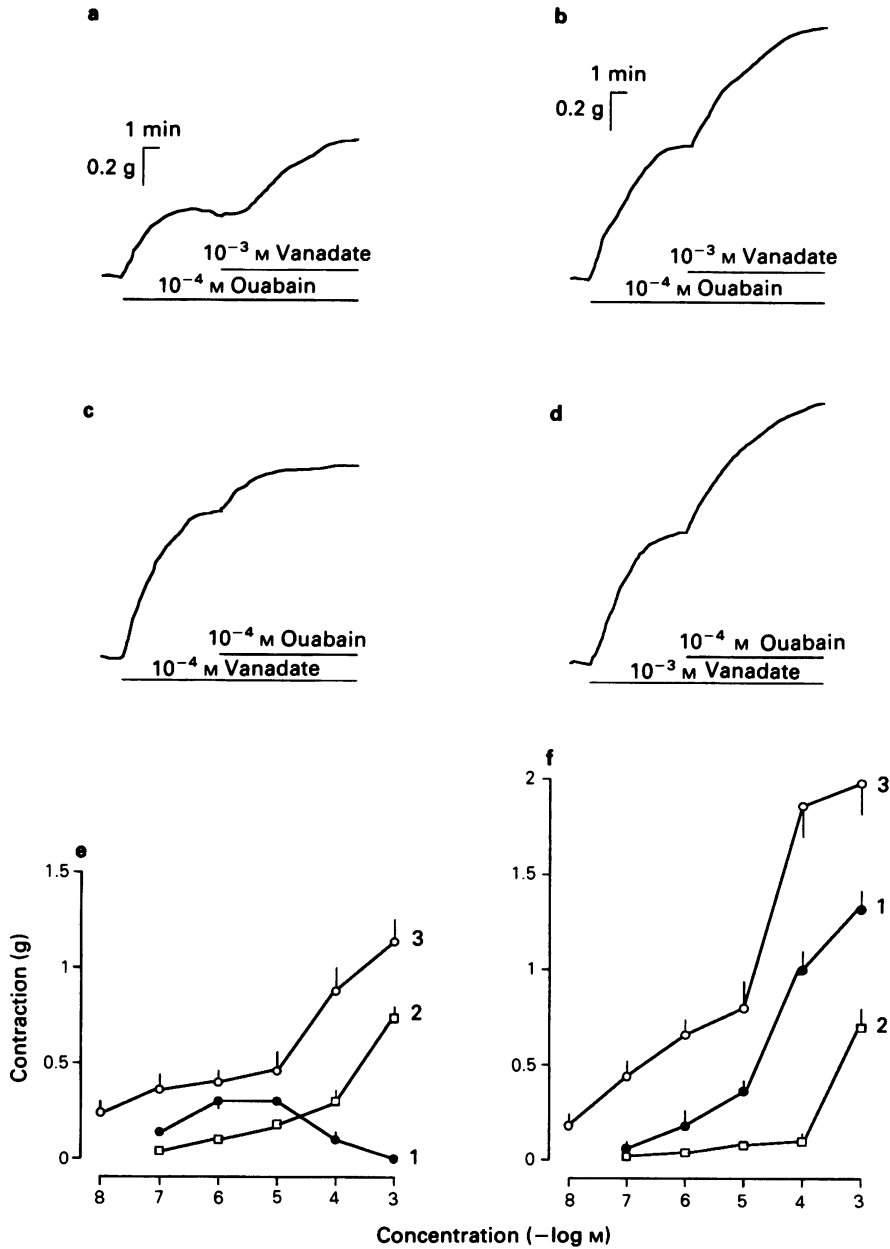 a
1 min
0.2 g
10⁻³ M Vanadate
10⁻⁴ M Ouabain
b
1 min
0.2 g
10⁻³ M Vanadate
10⁻⁴ M Ouabain
c
10⁻⁴ M Ouabain
10⁻⁴ M Vanadate
d
10⁻⁴ M Ouabain
10⁻³ M Vanadate
e
Contraction (g)
1.5
1
0.5
0
3
2
1
8 7 6 5 4 3
f
2
1.5
1
0.5
0
3
1
2
8 7 6 5 4 3
Concentration (−log M)